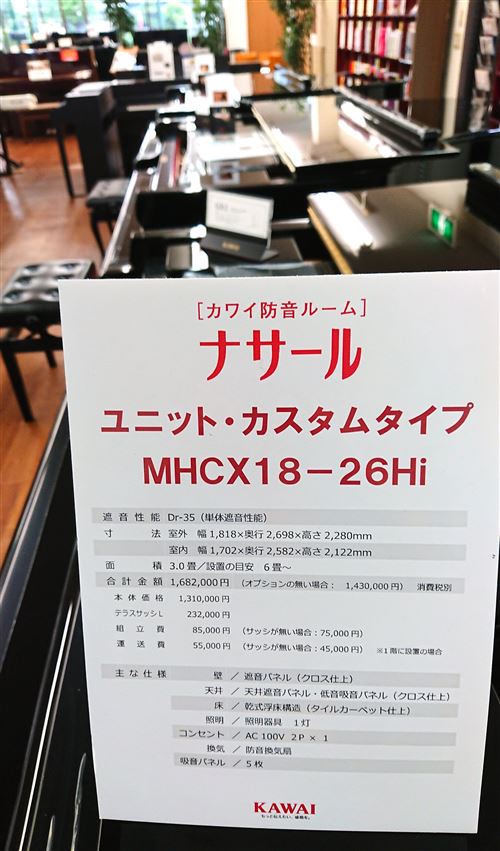 ［カワイ防音ルーム］
ナサール
ユニット・カスタムタイプ
MHCX18－26Hi
遮音性能 Dr-35（単体遮音性能）
寸法 室外 幅1,818×奥行2,698×高さ2,280mm
室内 幅1,702×奥行2,582×高さ2,122mm
面積 3.0畳／設置の目安 6畳～
合計金額 1,682,000円 （オプションの無い場合： 1,430,000円） 消費税別
本体価格 1,310,000円
テラスサッシL 232,000円
組立費 85,000円 （サッシが無い場合：75,000円）
運送費 55,000円 （サッシが無い場合：45,000円） ※1階に設置の場合
主な仕様 壁 ／ 遮音パネル（クロス仕上）
天井 ／ 天井遮音パネル・低音吸音パネル（クロス仕上）
床 ／ 乾式浮床構造（タイルカーペット仕上）
照明 ／ 照明器具 1灯
コンセント ／ AC 100V 2P × 1
換気 ／ 防音換気扇
吸音パネル ／ 5枚
KAWAI